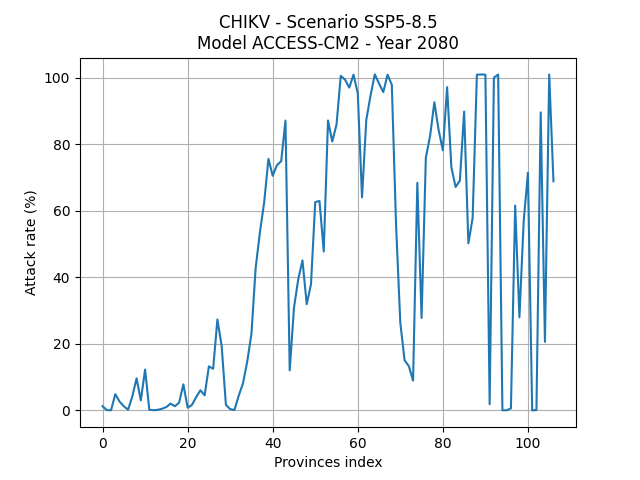 CHIKV - Scenario SSP5-8.5
Model ACCESS-CM2 - Year 2080
Attack rate (%)
100
80
60
40
20
0
0 20 40 60 80 100
Provinces index